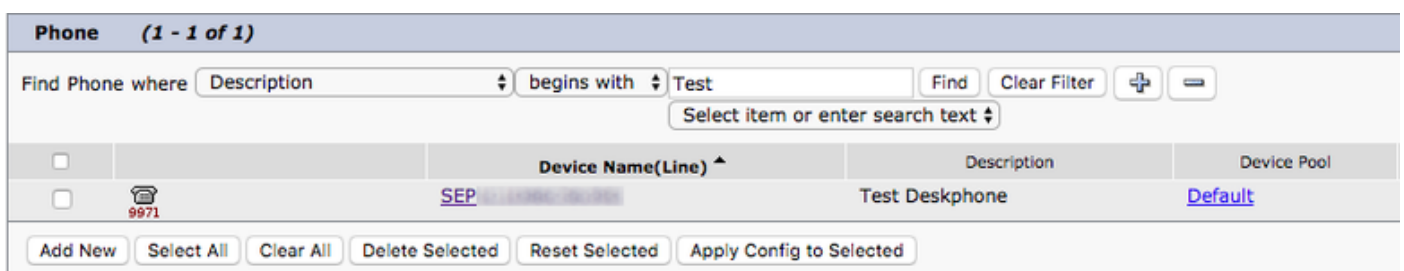 Phone (1 - 1 of 1)
Find Phone where Description begins with Test Find Clear Filter
Select item or enter search text
Device Name(Line) Description Device Pool
SEP Test Deskphone Default
9971
Add New Select All Clear All Delete Selected Reset Selected Apply Config to Selected